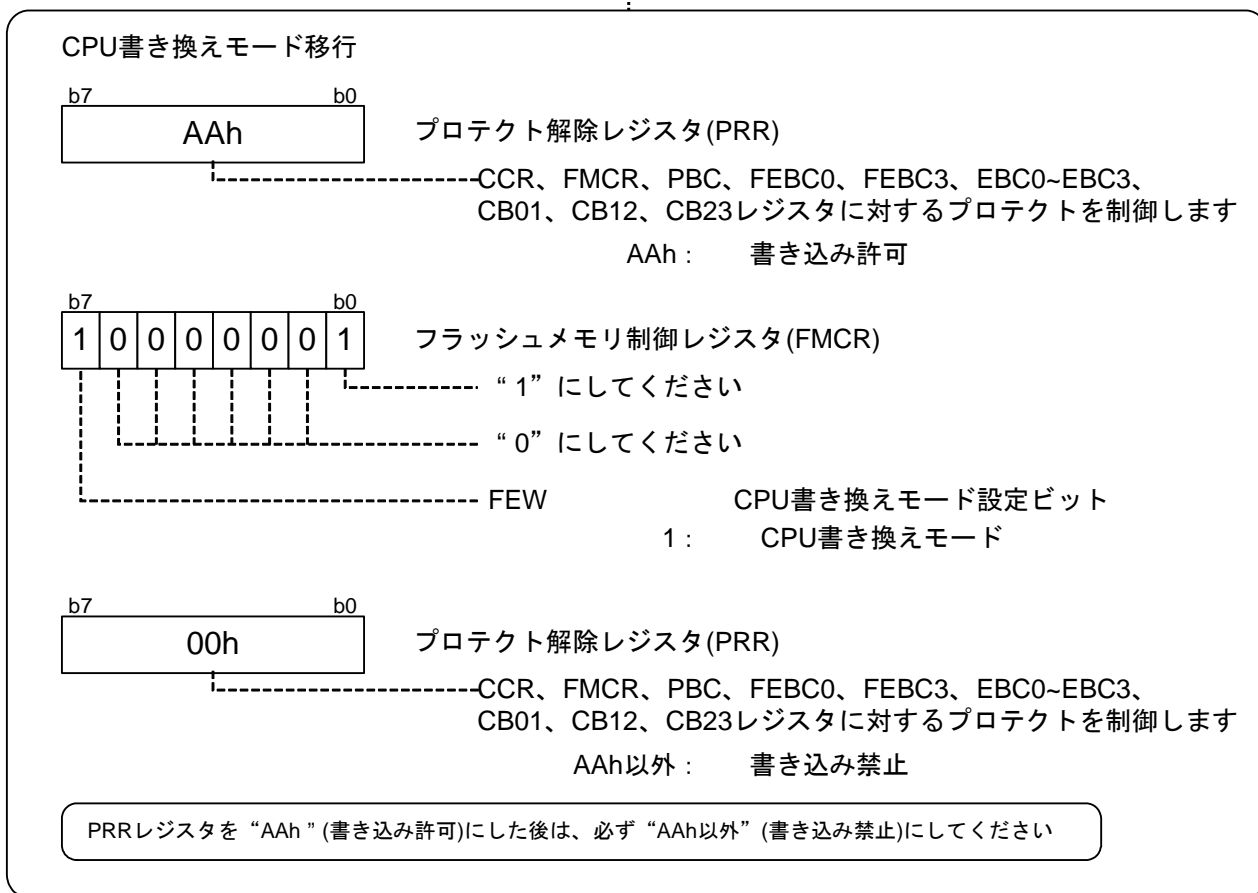 CPU書き換えモード移行
b7 b0
AAh
プロテクト解除レジスタ(PRR)
CCR、FMCR、PBC、FEBC0、FEBC3、EBC0~EBC3、
CB01、CB12、CB23レジスタに対するプロテクトを制御します
AAh： 書き込み許可
b7 b0
1 0 0 0 0 0 0 1
フラッシュメモリ制御レジスタ(FMCR)
“1”にしてください
“0”にしてください
FEW CPU書き換えモード設定ビット
1： CPU書き換えモード
b7 b0
00h
プロテクト解除レジスタ(PRR)
CCR、FMCR、PBC、FEBC0、FEBC3、EBC0~EBC3、
CB01、CB12、CB23レジスタに対するプロテクトを制御します
AAh以外： 書き込み禁止
PRRレジスタを“AAh”(書き込み許可)にした後は、必ず“AAh以外”(書き込み禁止)にしてください